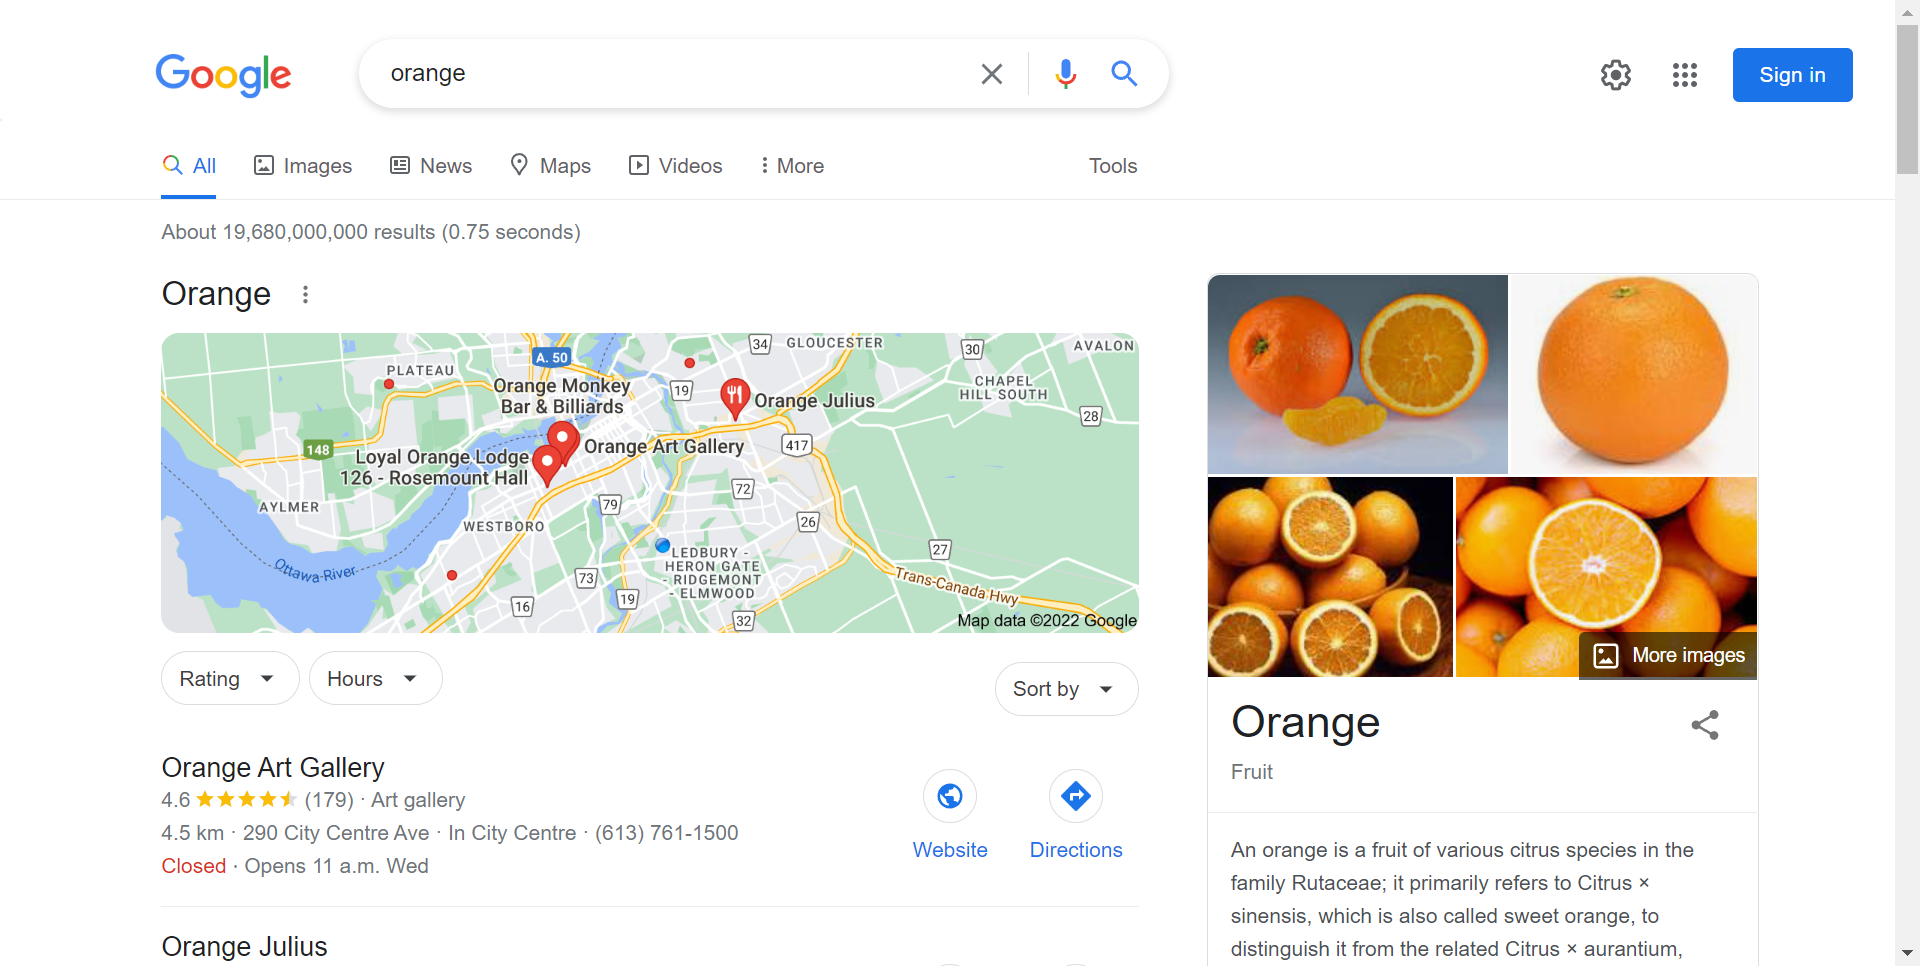 Google
orange
Sign in
All
Images
News
Maps
Videos
More
Tools
About 19,680,000,000 results (0.75 seconds)
Orange
A. 50
34
GLOUCESTER
30
AVALON
PLATEAU
Orange Monkey
Bar & Billiards
19
Orange Julius
CHAPEL
HILL SOUTH
28
148
Loyal Orange Lodge
126 - Rosemount Hall
Orange Art Gallery
417
72
AYLMER
79
WESTBORO
26
27
LEDBURY -
HERON GATE
- RIDGEMONT
- ELMWOOD
Ottawa River
73
19
16
32
Trans-Canada Hwy
Map data ©2022 Google
Rating
Hours
Sort by
Orange Art Gallery
4.6 (179) · Art gallery
4.5 km · 290 City Centre Ave · In City Centre · (613) 761-1500
Closed · Opens 11 a.m. Wed
Website
Directions
Orange Julius
More images
Orange
Fruit
An orange is a fruit of various citrus species in the
family Rutaceae; it primarily refers to Citrus ×
sinensis, which is also called sweet orange, to
distinguish it from the related Citrus × aurantium,